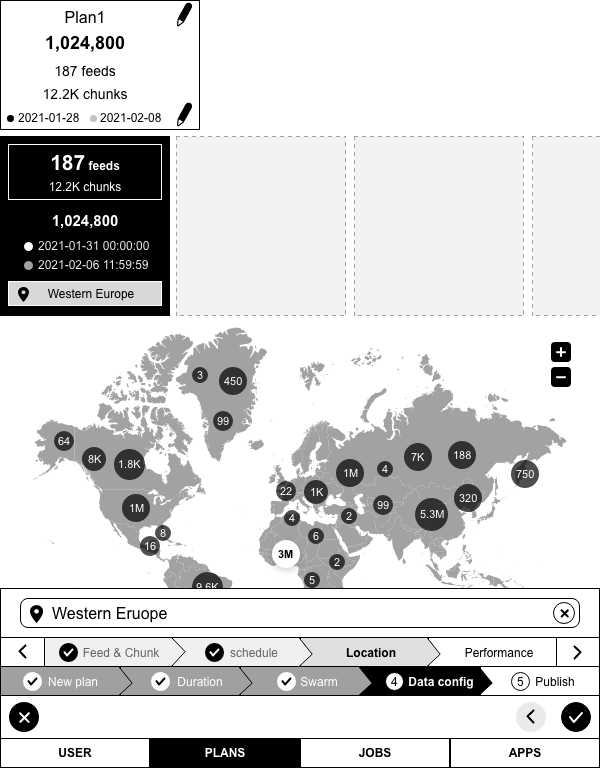 Plan1
1,024,800
187 feeds
12.2K chunks
2021-01-28 2021-02-08
187 feeds
12.2K chunks
1,024,800
2021-01-31 00:00:00
2021-02-06 11:59:59
Western Europe
+
−
3
450
99
64
8K
1.8K
1M
8
16
9.6K
22
1K
1M
4
7K
188
750
320
99
5.3M
2
4
6
3M
2
5
Western Eruope
Feed & Chunk schedule Location Performance
New plan Duration Swarm 4 Data config 5 Publish
USER PLANS JOBS APPS